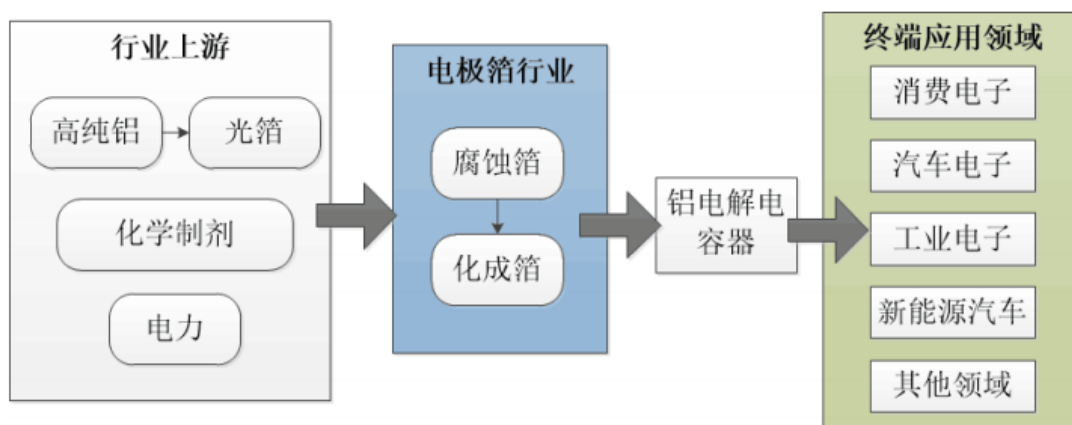 行业上游
高纯铝
光箔
化学制剂
电力
电极箔行业
腐蚀箔
化成箔
铝电解电
容器
终端应用领域
消费电子
汽车电子
工业电子
新能源汽车
其他领域